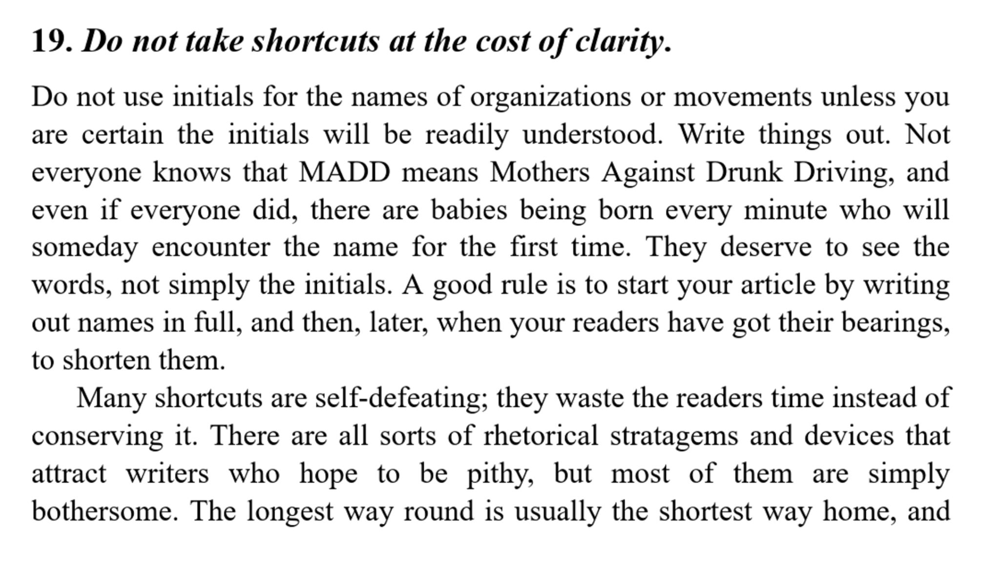 19. Do not take shortcuts at the cost of clarity.
Do not use initials for the names of organizations or movements unless you
are certain the initials will be readily understood. Write things out. Not
everyone knows that MADD means Mothers Against Drunk Driving, and
even if everyone did, there are babies being born every minute who will
someday encounter the name for the first time. They deserve to see the
words, not simply the initials. A good rule is to start your article by writing
out names in full, and then, later, when your readers have got their bearings,
to shorten them.
Many shortcuts are self-defeating; they waste the readers time instead of
conserving it. There are all sorts of rhetorical stratagems and devices that
attract writers who hope to be pithy, but most of them are simply
bothersome. The longest way round is usually the shortest way home, and